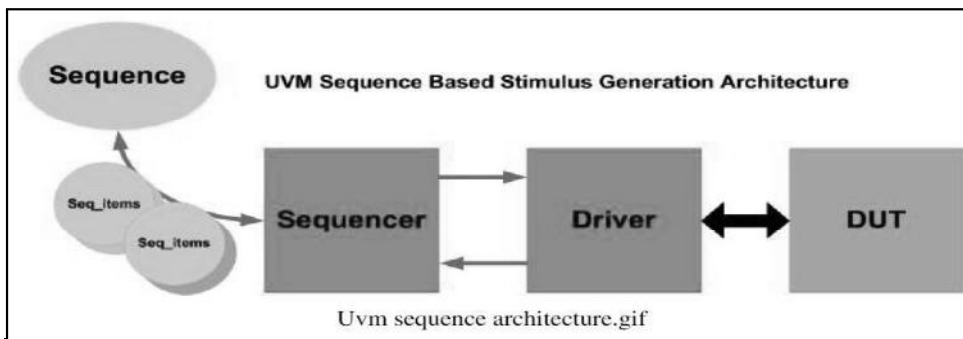 Sequence
UVM Sequence Based Stimulus Generation Architecture
Seq_items
Seq_items
Sequencer
Driver
DUT
Uvm sequence architecture.gif